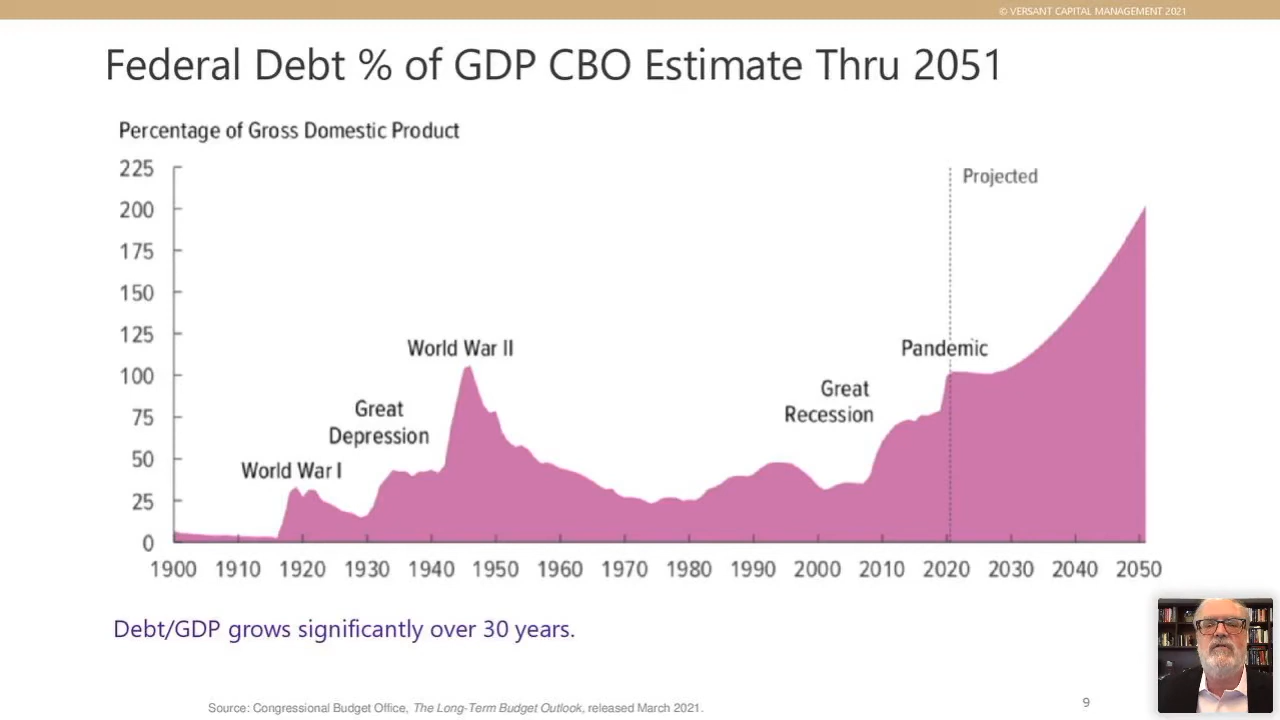 © VERSANT CAPITAL MANAGEMENT 2021
Federal Debt % of GDP CBO Estimate Thru 2051
Percentage of Gross Domestic Product
225
200
175
150
125
100
75
50
25
0
Projected
World War II
Pandemic
Great
Recession
Great
Depression
World War I
1900 1910 1920 1930 1940 1950 1960 1970 1980 1990 2000 2010 2020 2030 2040 2050
Debt/GDP grows significantly over 30 years.
Source: Congressional Budget Office, The Long-Term Budget Outlook, released March 2021.
9